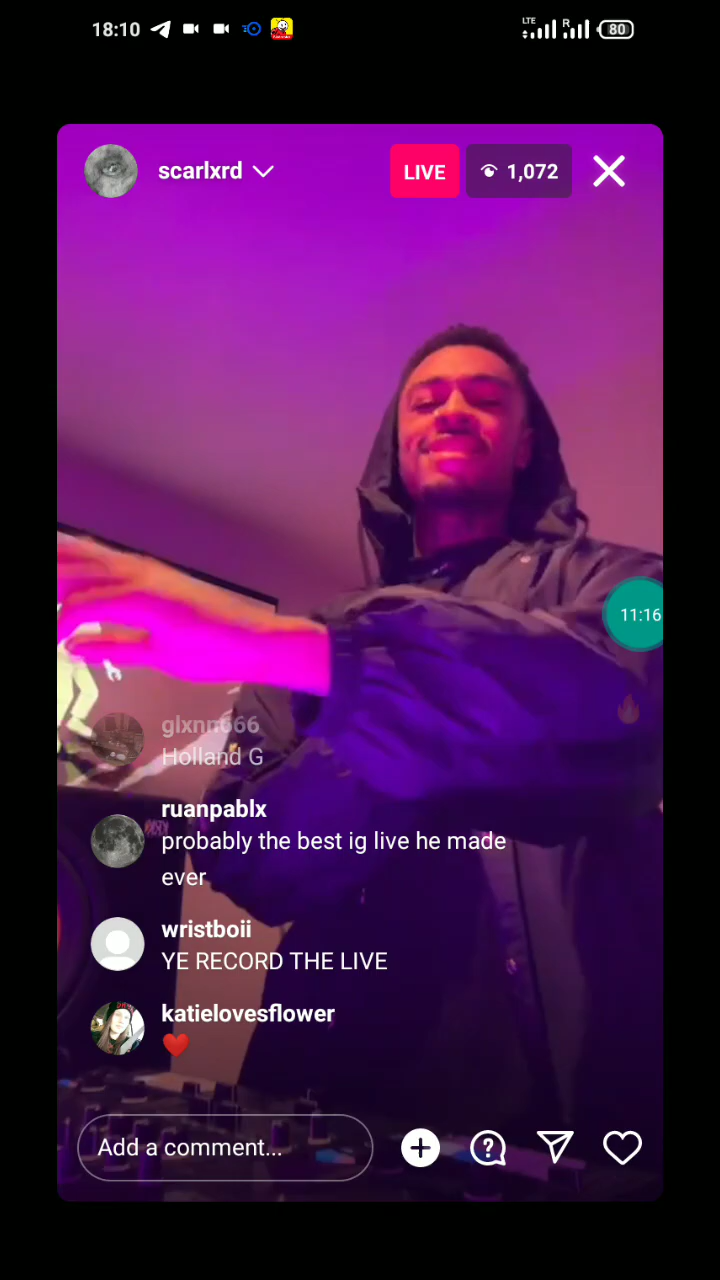 18:10
LTE
R
80
scarlxrd
LIVE
1,072
11:16
Holland G
ruanpablx
probably the best ig live he made
ever
wristboii
YE RECORD THE LIVE
katielovesflower
Add a comment...